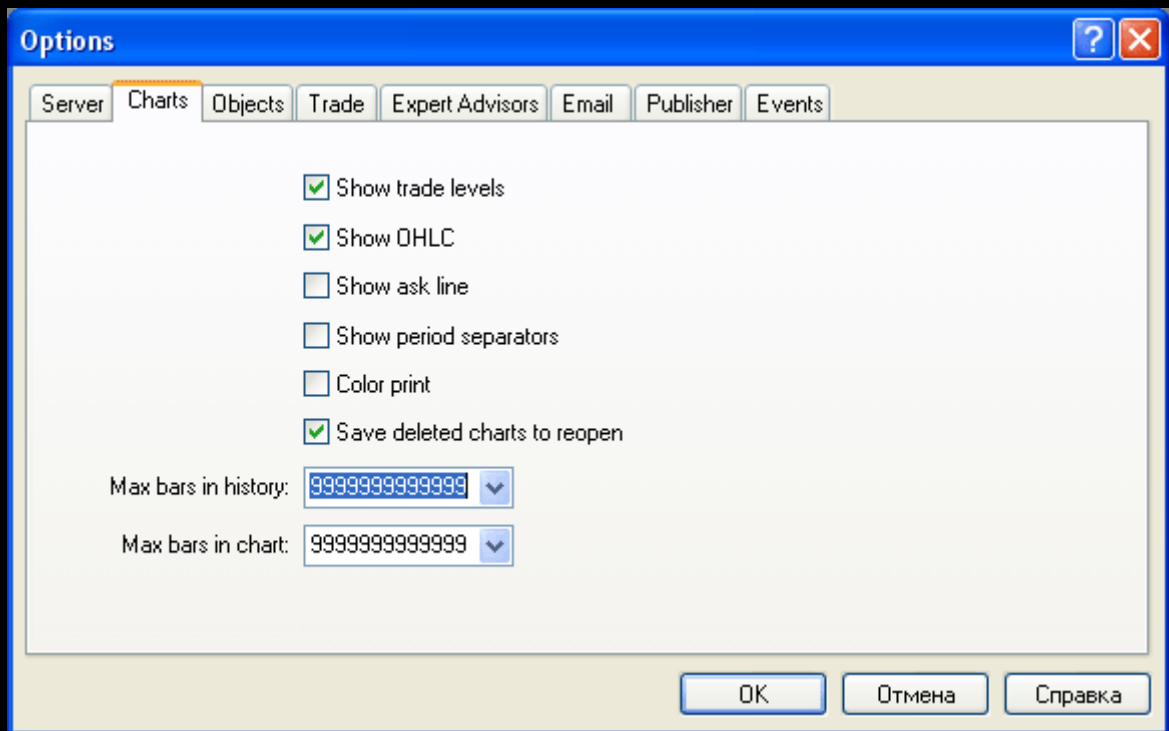 Options
Server Charts Objects Trade Expert Advisors Email Publisher Events
Show trade levels
Show OHLC
Show ask line
Show period separators
Color print
Save deleted charts to reopen
Max bars in history: 9999999999999
Max bars in chart: 9999999999999
OK Отмена Справка